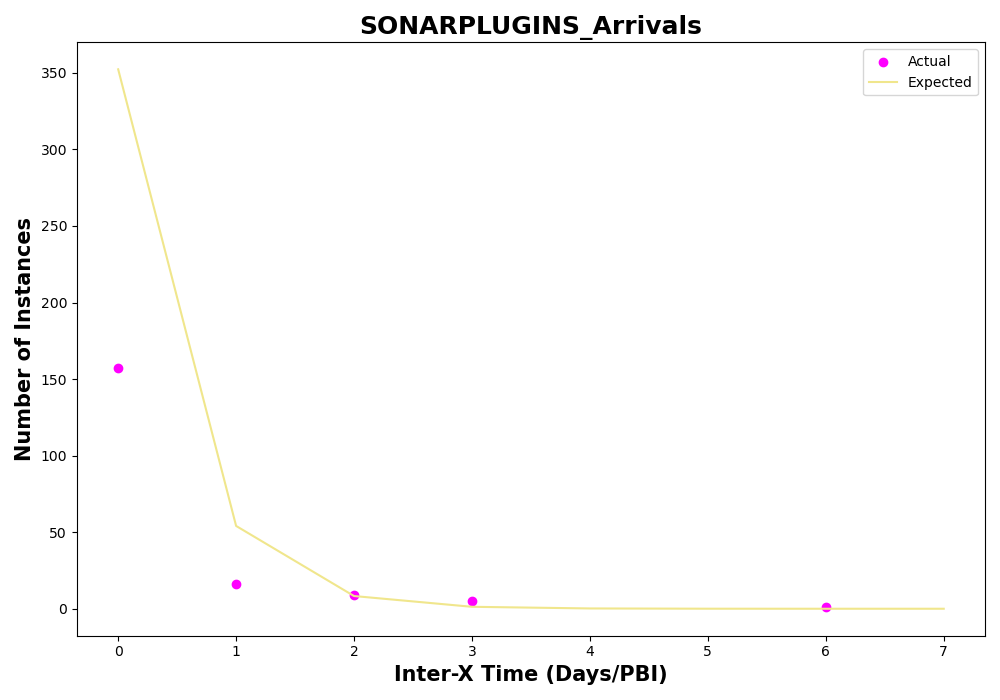 SONARPLUGINS_Arrivals
Actual
Expected
Number of Instances
350
300
250
200
150
100
50
0
0 1 2 3 4 5 6 7
Inter-X Time (Days/PBI)